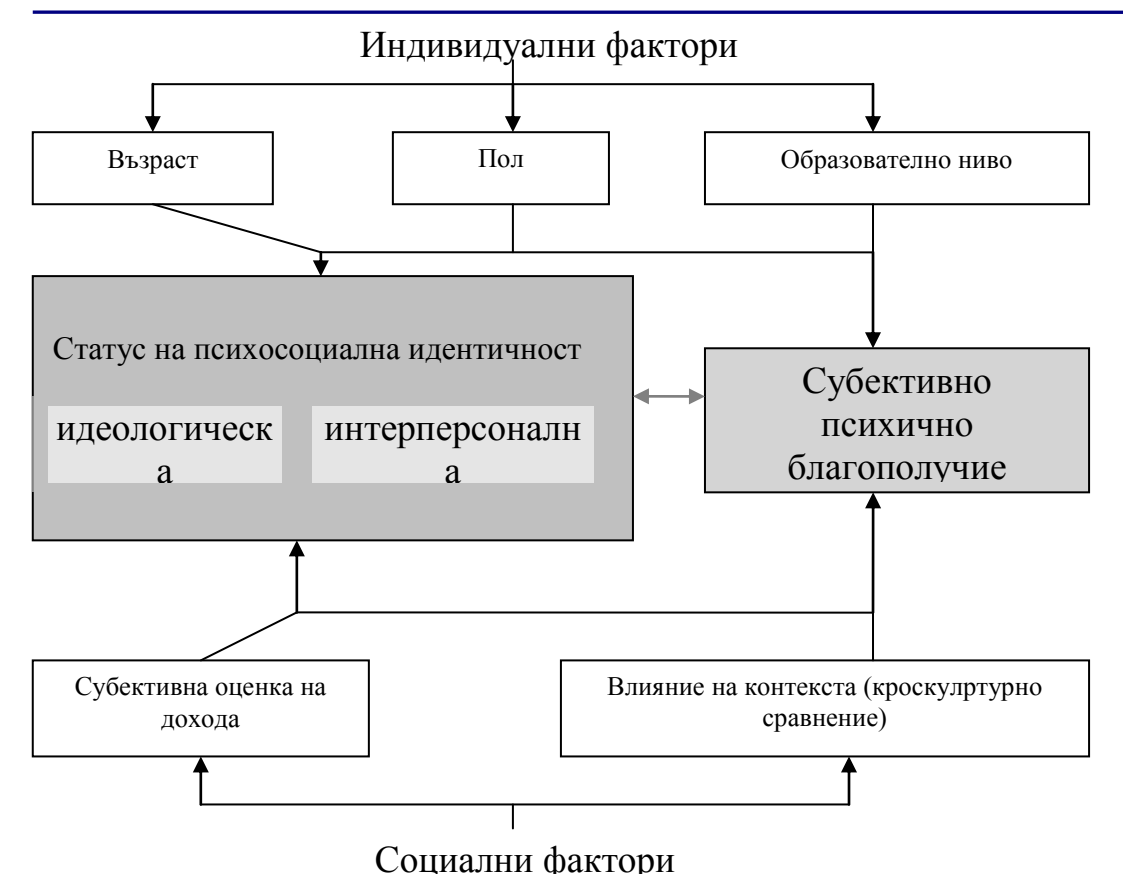 Индивидуални фактори
Възраст
Пол
Образователно ниво
Статус на психосоциална идентичност
идеологическ
а
интерперсоналн
а
Субективно
психично
благополучие
Субективна оценка на
дохода
Влияние на контекста (кроскулртурно
сравнение)
Социални фактори